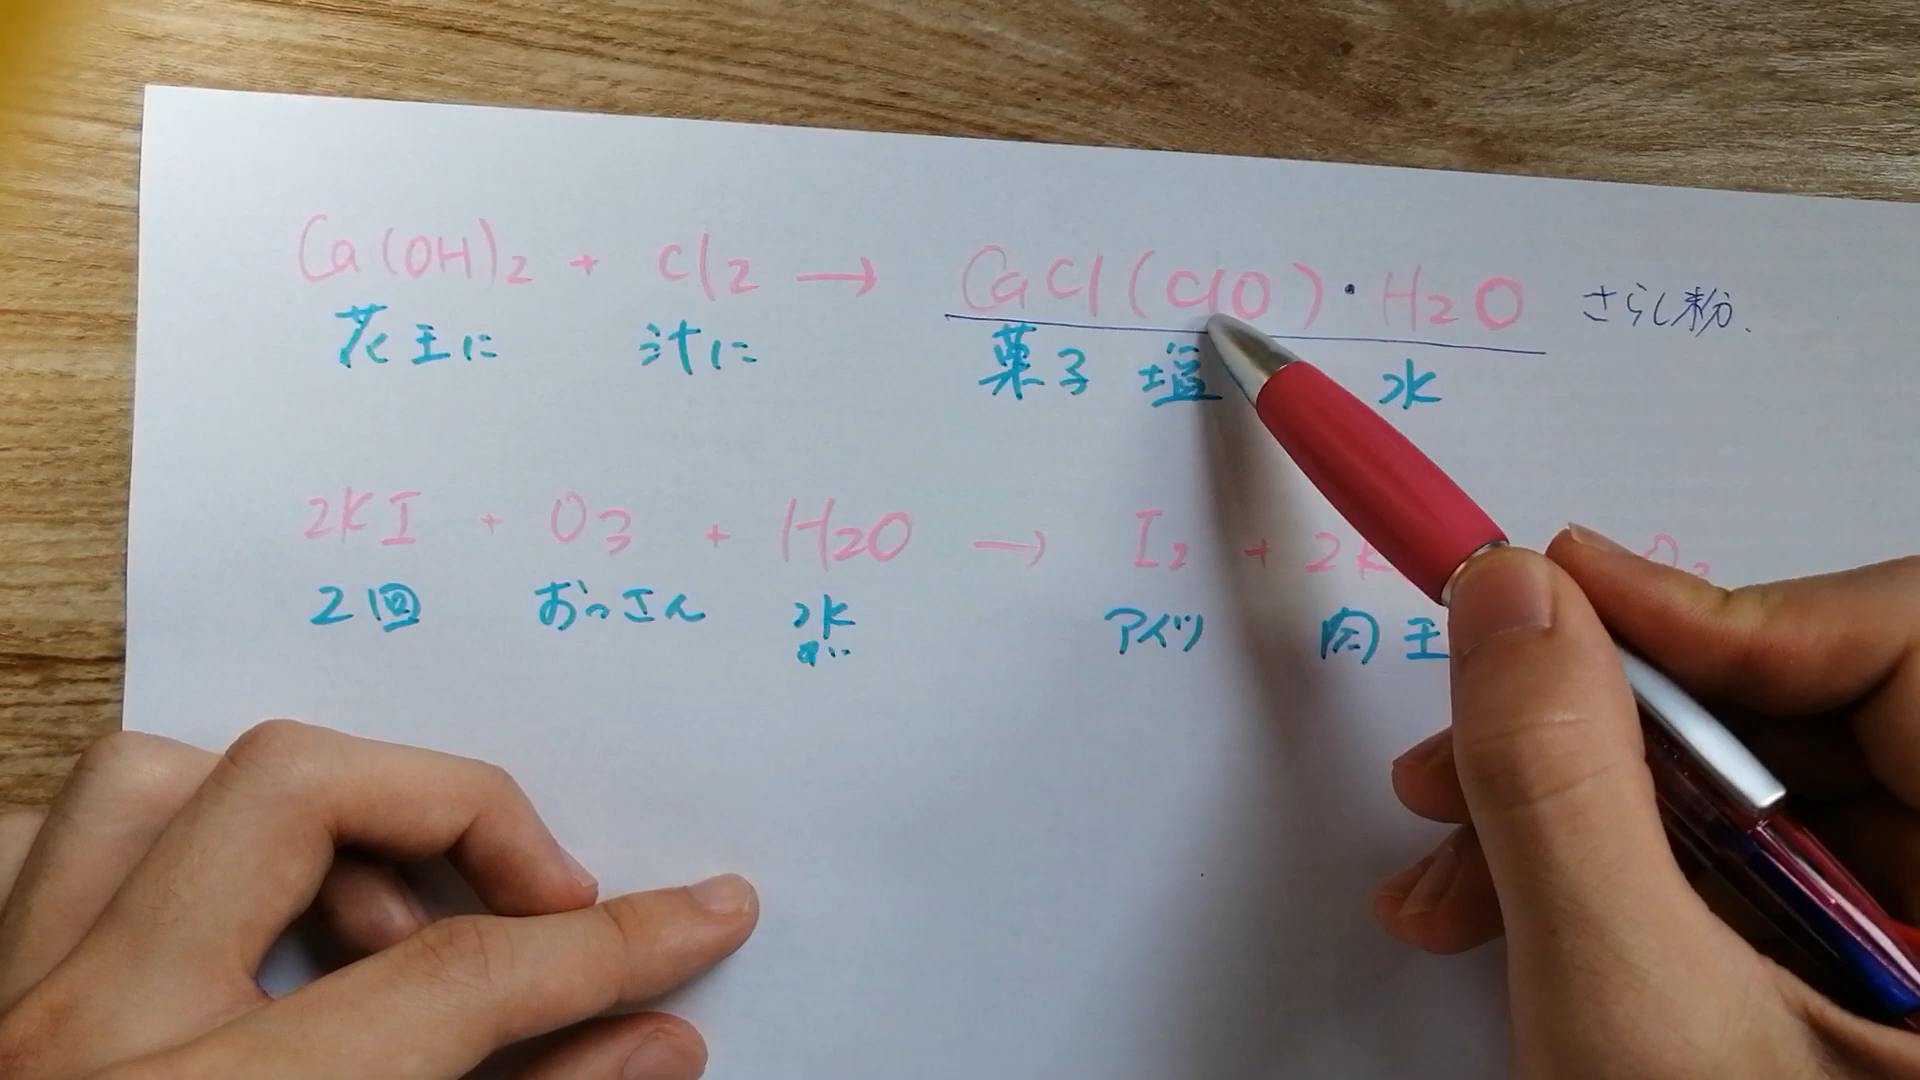 Ca(OH)2 + Cl2 → CaCl(ClO)・H2O さらし粉.
花王に 汁に 菓子 塩 水
2KI + O3 + H2O → I2 + 2K
2回 おっさん 水 アイツ 肉王